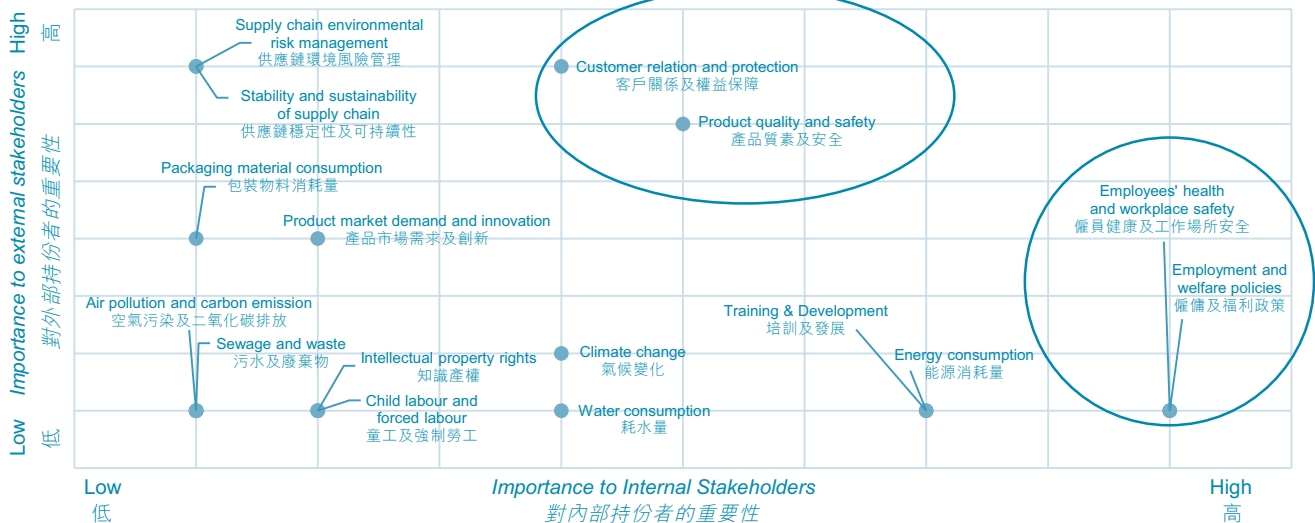 High
高
Importance to external stakeholders
對外部持份者的重要性
Low
低
Supply chain environmental
risk management
供應鏈環境風險管理
Stability and sustainability
of supply chain
供應鏈穩定性及可持續性
Customer relation and protection
客戶關係及權益保障
Product quality and safety
產品質素及安全
Packaging material consumption
包裝物料消耗量
Product market demand and innovation
產品市場需求及創新
Employees' health
and workplace safety
僱員健康及工作場所安全
Employment and
welfare policies
僱傭及福利政策
Air pollution and carbon emission
空氣污染及二氧化碳排放
Sewage and waste
污水及廢棄物
Intellectual property rights
知識產權
Child labour and
forced labour
童工及強制勞工
Climate change
氣候變化
Water consumption
耗水量
Training & Development
培訓及發展
Energy consumption
能源消耗量
Low
低
Importance to Internal Stakeholders
對內部持份者的重要性
High
高